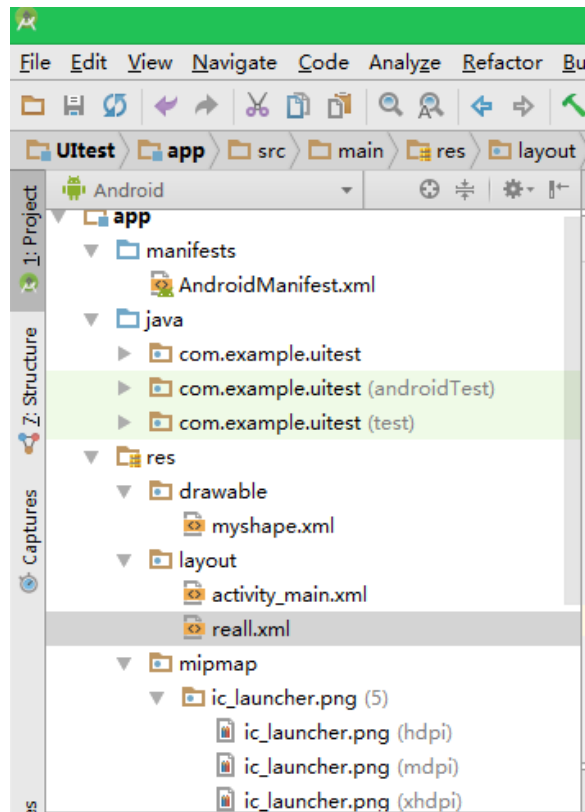 File Edit View Navigate Code Analyze Refactor Bu
UItest app src main res layout
1: Project
Android
app
manifests
AndroidManifest.xml
java
com.example.uitest
com.example.uitest (androidTest)
com.example.uitest (test)
7: Structure
res
drawable
myshape.xml
Captures
layout
activity_main.xml
reall.xml
mipmap
ic_launcher.png (5)
ic_launcher.png (hdpi)
ic_launcher.png (mdpi)
ic_launcher.png (xhdpi)